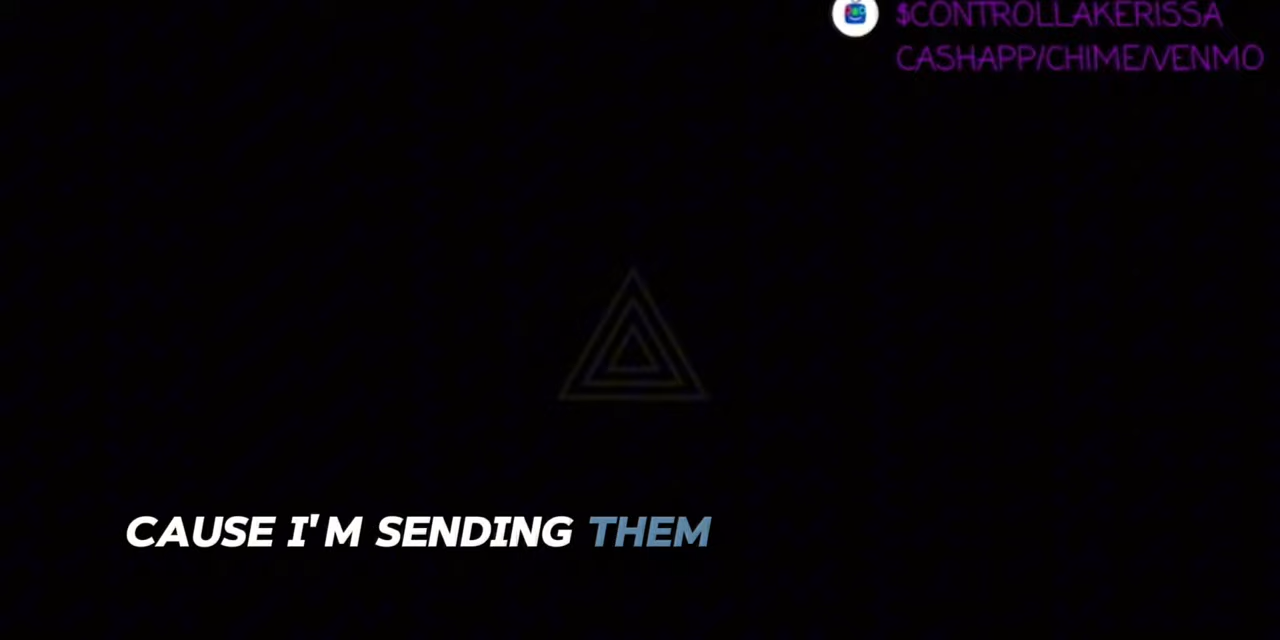 $CONTROLLAKERISSA
CASHAPP/CHIME/VENMO
CAUSE I'M SENDING THEM